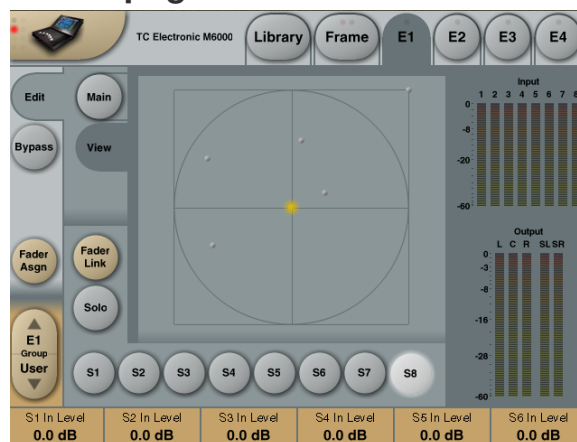 TC Electronic M6000
Library
Frame
E1
E2
E3
E4
Edit
Main
Bypass
View
Fader
Asgn
Fader
Link
Solo
E1
Group
User
S1
S2
S3
S4
S5
S6
S7
S8
Input
1 2 3 4 5 6 7 8
0
-8
-20
-60
Output
L C R SL SR
0
-3
-8
-16
-28
-60
S1 In Level
S2 In Level
S3 In Level
S4 In Level
S5 In Level
S6 In Level
0.0 dB
0.0 dB
0.0 dB
0.0 dB
0.0 dB
0.0 dB